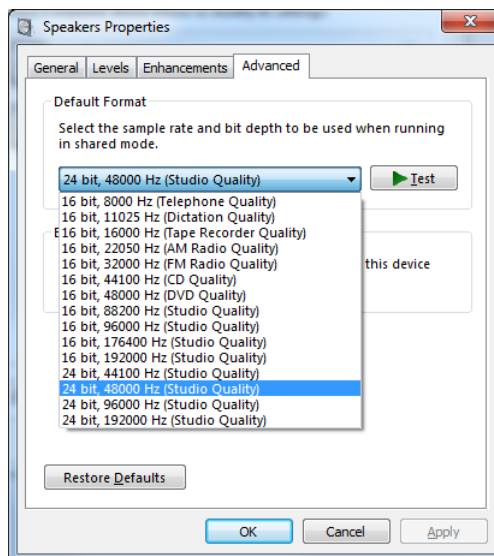 Speakers Properties
General
Levels
Enhancements
Advanced
Default Format
Select the sample rate and bit depth to be used when running
in shared mode.
24 bit, 48000 Hz (Studio Quality)
Test
16 bit, 8000 Hz (Telephone Quality)
16 bit, 11025 Hz (Dictation Quality)
E
16 bit, 16000 Hz (Tape Recorder Quality)
16 bit, 22050 Hz (AM Radio Quality)
16 bit, 32000 Hz (FM Radio Quality)
this device
16 bit, 44100 Hz (CD Quality)
16 bit, 48000 Hz (DVD Quality)
16 bit, 88200 Hz (Studio Quality)
16 bit, 96000 Hz (Studio Quality)
16 bit, 176400 Hz (Studio Quality)
16 bit, 192000 Hz (Studio Quality)
24 bit, 44100 Hz (Studio Quality)
24 bit, 48000 Hz (Studio Quality)
24 bit, 96000 Hz (Studio Quality)
24 bit, 192000 Hz (Studio Quality)
Restore Defaults
OK
Cancel
Apply